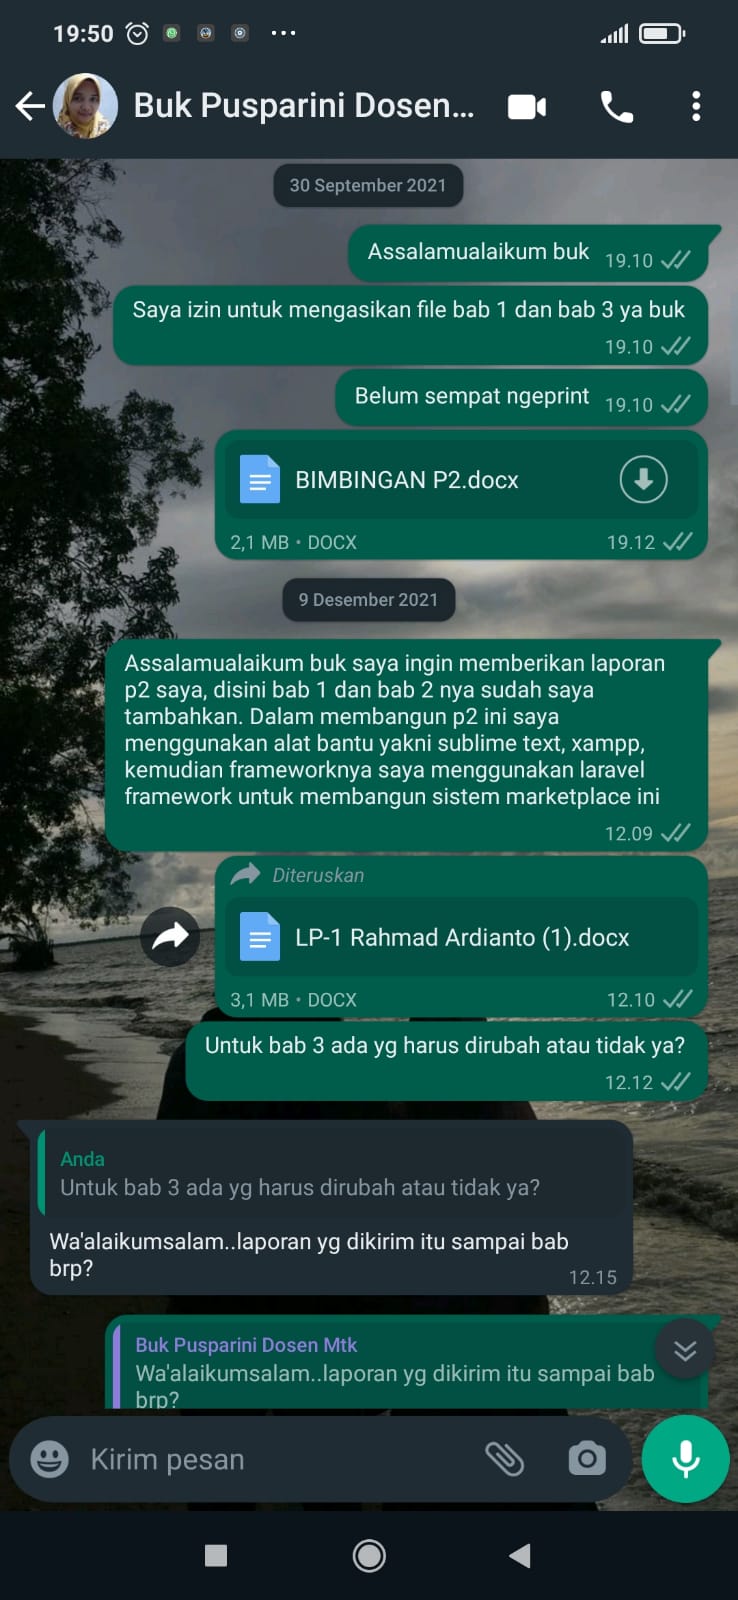 19:50
Buk Pusparini Dosen...
30 September 2021
Assalamualaikum buk
19.10
Saya izin untuk mengasikan file bab 1 dan bab 3 ya buk
19.10
Belum sempat ngeprint
19.10
BIMBINGAN P2.docx
2,1 MB • DOCX
19.12
9 Desember 2021
Assalamualaikum buk saya ingin memberikan laporan
p2 saya, disini bab 1 dan bab 2 nya sudah saya
tambahkan. Dalam membangun p2 ini saya
menggunakan alat bantu yakni sublime text, xampp,
kemudian frameworknya saya menggunakan laravel
framework untuk membangun sistem marketplace ini
12.09
Diteruskan
LP-1 Rahmad Ardianto (1).docx
3,1 MB • DOCX
12.10
Untuk bab 3 ada yg harus dirubah atau tidak ya?
12.12
Anda
Untuk bab 3 ada yg harus dirubah atau tidak ya?
Wa'alaikumsalam..laporan yg dikirim itu sampai bab
brp?
12.15
Buk Pusparini Dosen Mtk
Wa'alaikumsalam..laporan yg dikirim itu sampai bab
brp?
Kirim pesan